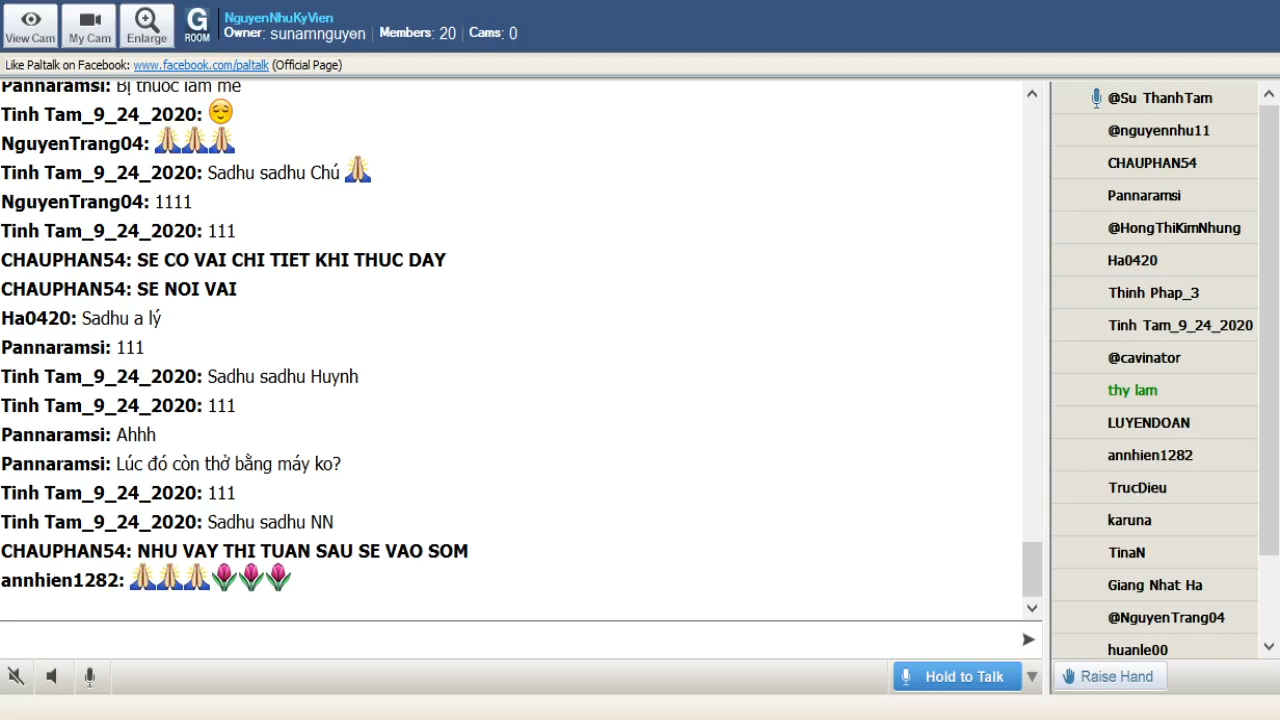 View Cam
My Cam
Enlarge
G
ROOM
NguyenNhuKyVien
Owner: sunamnguyen | Members: 20 | Cams: 0
Like Paltalk on Facebook: www.facebook.com/paltalk (Official Page)
Pannaramsi: Bị thuốc làm mê
Tinh Tam_9_24_2020:
NguyenTrang04:
Tinh Tam_9_24_2020: Sadhu sadhu Chú
NguyenTrang04: 1111
Tinh Tam_9_24_2020: 111
CHAUPHAN54: SE CO VAI CHI TIET KHI THUC DAY
CHAUPHAN54: SE NOI VAI
Ha0420: Sadhu a lý
Pannaramsi: 111
Tinh Tam_9_24_2020: Sadhu sadhu Huynh
Tinh Tam_9_24_2020: 111
Pannaramsi: Ahhh
Pannaramsi: Lúc đó còn thở bằng máy ko?
Tinh Tam_9_24_2020: 111
Tinh Tam_9_24_2020: Sadhu sadhu NN
CHAUPHAN54: NHU VAY THI TUAN SAU SE VAO SOM
annhien1282:
@Su ThanhTam
@nguyennhu11
CHAUPHAN54
Pannaramsi
@HongThiKimNhung
Ha0420
Thinh Phap_3
Tinh Tam_9_24_2020
@cavinator
thy lam
LUYENDOAN
annhien1282
TrucDieu
karuna
TinaN
Giang Nhat Ha
@NguyenTrang04
huanle00
Hold to Talk
Raise Hand